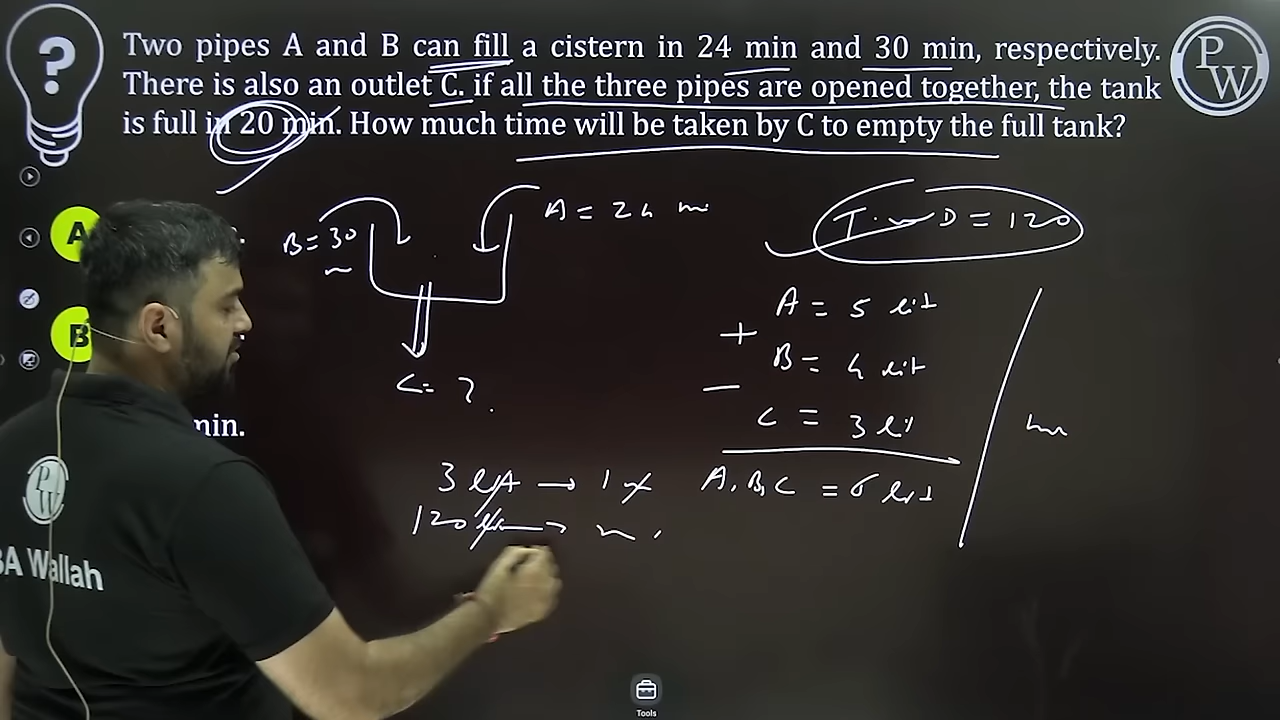 Two pipes A and B can fill a cistern in 24 min and 30 min, respectively.
There is also an outlet C. if all the three pipes are opened together, the tank
is full in 20 min. How much time will be taken by C to empty the full tank?
?
P
W
A
B
min.
B = 30
A = 24 m
D = 120
A = 5 lit
+
B = 4 lit
−
C = 3 lit
C = ?
3 → 1
A, B, C = 6 lit
120 →
P
W
BA Wallah
Tools